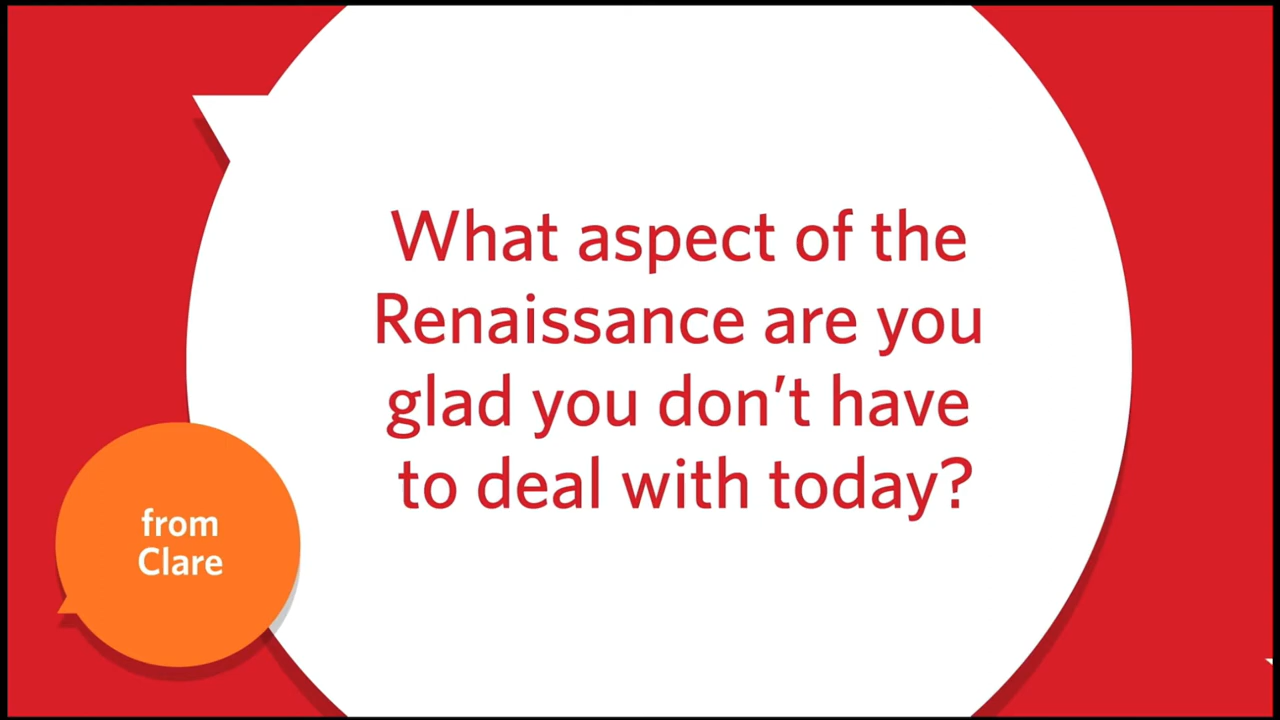 What aspect of the
Renaissance are you
glad you don’t have
to deal with today?
from
Clare